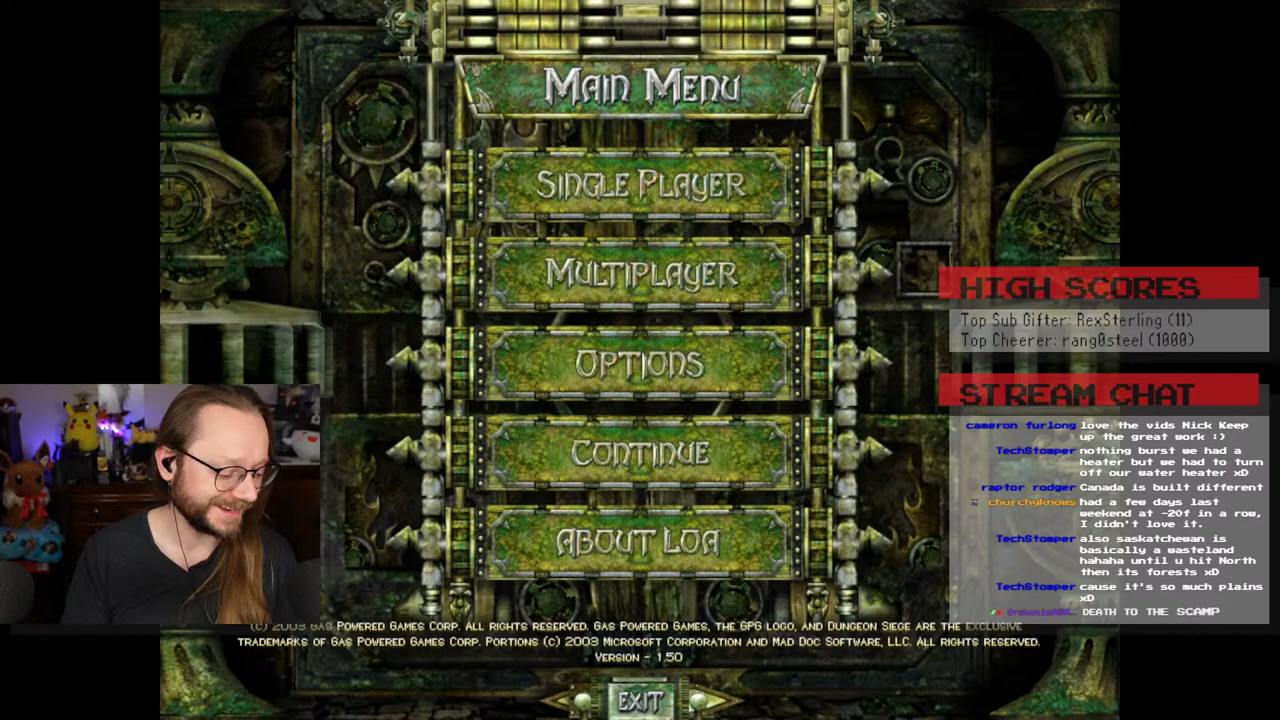 MAIN MENU
SINGLE PLAYER
MULTIPLAYER
OPTIONS
CONTINUE
ABOUT LOA
(C) 2003 GAS POWERED GAMES CORP. ALL RIGHTS RESERVED. GAS POWERED GAMES, THE GPG LOGO, AND DUNGEON SIEGE ARE THE EXCLUSIVE
TRADEMARKS OF GAS POWERED GAMES CORP. PORTIONS (C) 2003 MICROSOFT CORPORATION AND MAD DOC SOFTWARE, LLC. ALL RIGHTS RESERVED.
VERSION - 1.50
EXIT
HIGH SCORES
Top Sub Gifter: RexSterling (11)
Top Cheerer: rang0steel (1000)
STREAM CHAT
cameron furlong love the vids Nick Keep
up the great work :)
TechStomper nothing burst we had a
heater but we had to turn
off our water heater xD
raptor rodger Canada is built different
churchyknows had a few days last
weekend at -20f in a row,
I didn't love it.
TechStomper also saskatchewan is
basically a wasteland
hahaha until u hit North
then its forests xD
TechStomper cause it's so much plains
xD
DEATH TO THE SCAMP